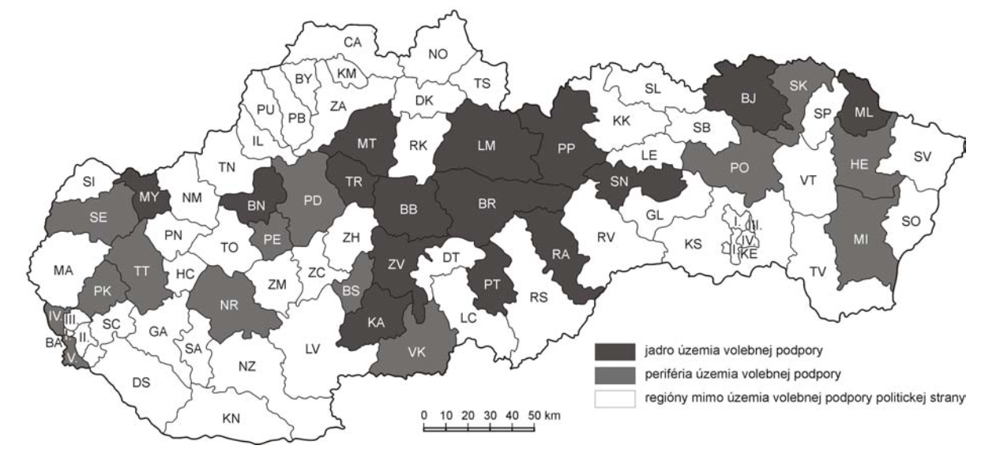 CA
NO
TS
BY
KM
ZA
DK
PU
PB
IL
MT
RK
LM
PP
SL
KK
BJ
SK
SP
ML
SB
LE
PO
VT
HE
SV
SO
MI
TV
SI
MY
NM
TN
BN
PD
TR
BB
BR
SN
GL
KS
RV
I.
III.
IV.
KE
SE
PN
TO
PE
ZH
ZV
DT
PT
RA
RS
MA
PK
TT
HC
NR
ZM
ZC
BS
KA
VK
LC
LV
IV.
III.
II.
BA
V.
SC
GA
SA
NZ
DS
KN
0 10 20 30 40 50 km
jadro územia volebnej podpory
periféria územia volebnej podpory
regióny mimo územia volebnej podpory politickej strany